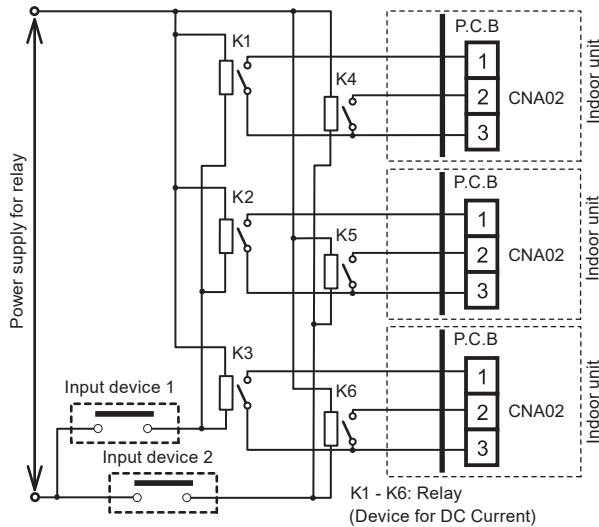 P.C.B
K1
1
K4
2
CNA02
3
Indoor unit
P.C.B
K2
1
K5
2
CNA02
3
Indoor unit
Power supply for relay
P.C.B
K3
1
Input device 1
K6
2
CNA02
3
Indoor unit
Input device 2
K1 - K6: Relay
(Device for DC Current)